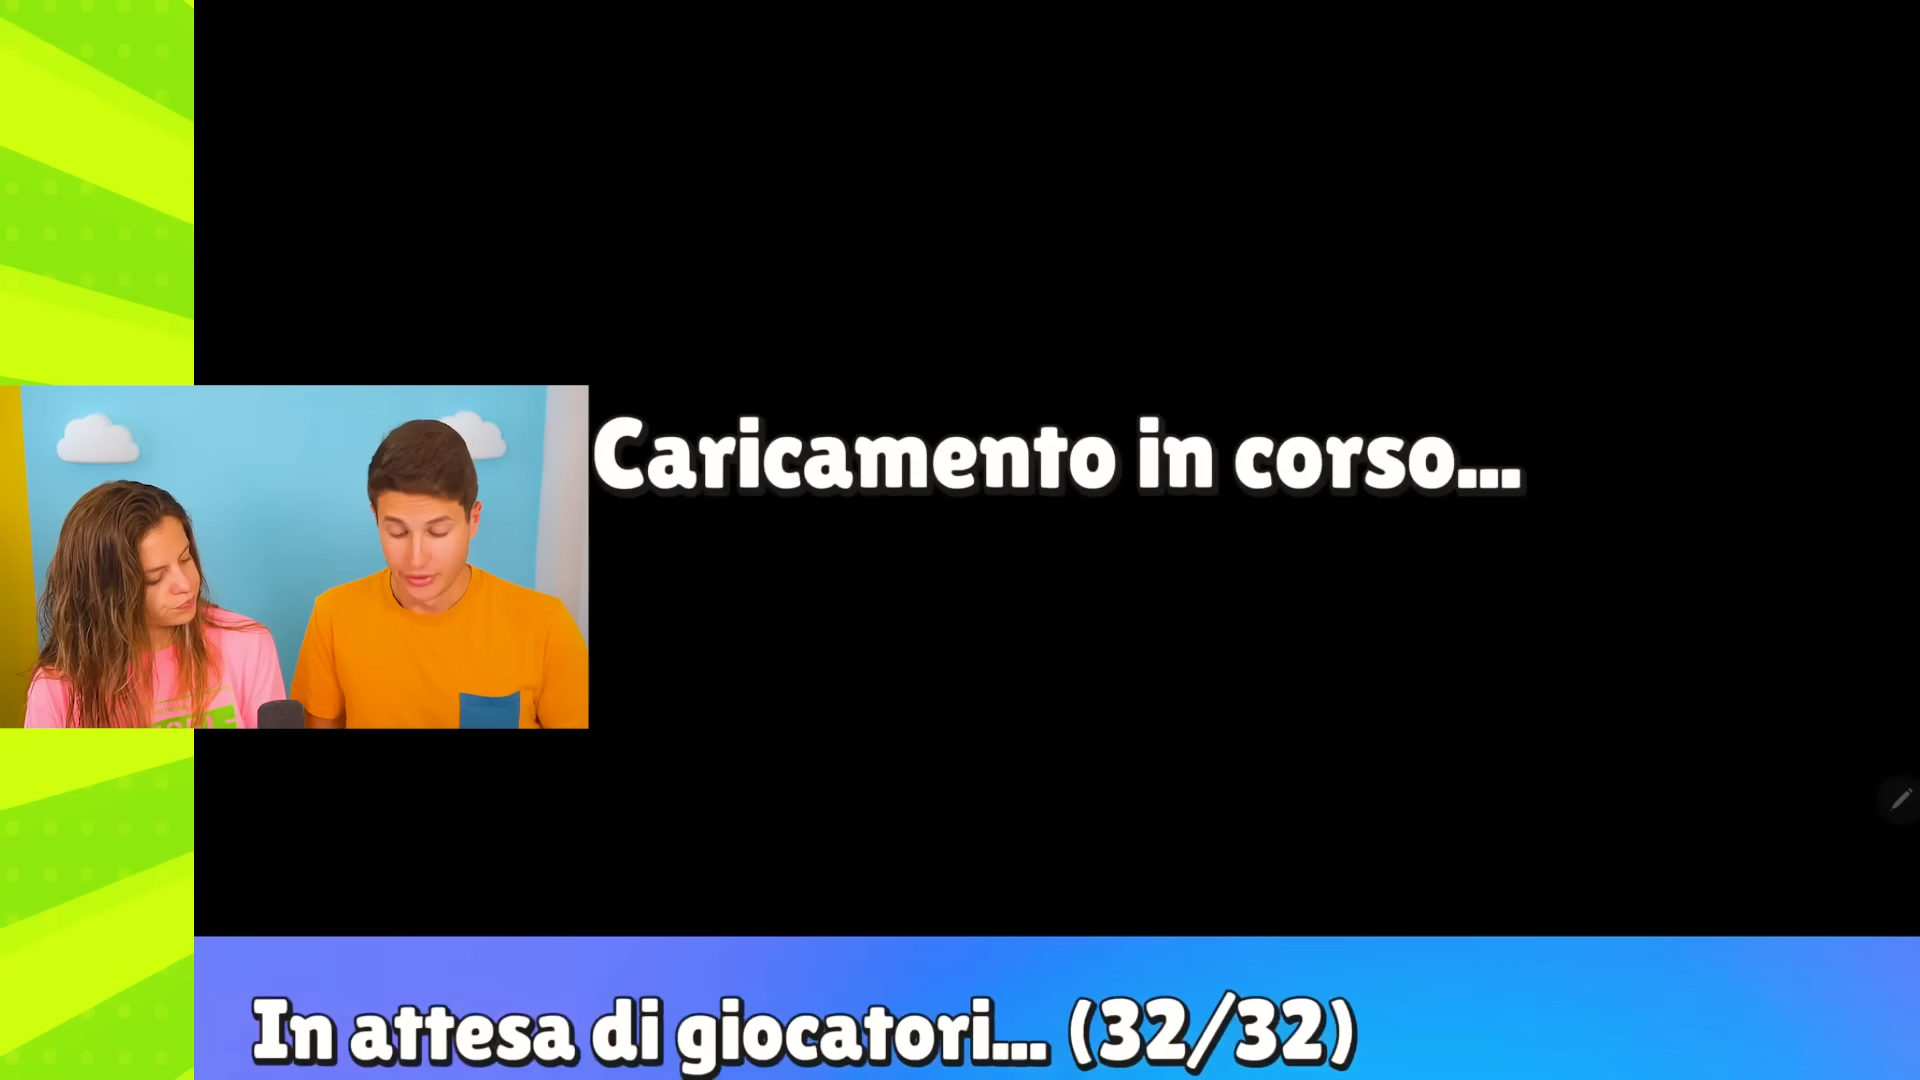 Caricamento in corso...
In attesa di giocatori... (32/32)